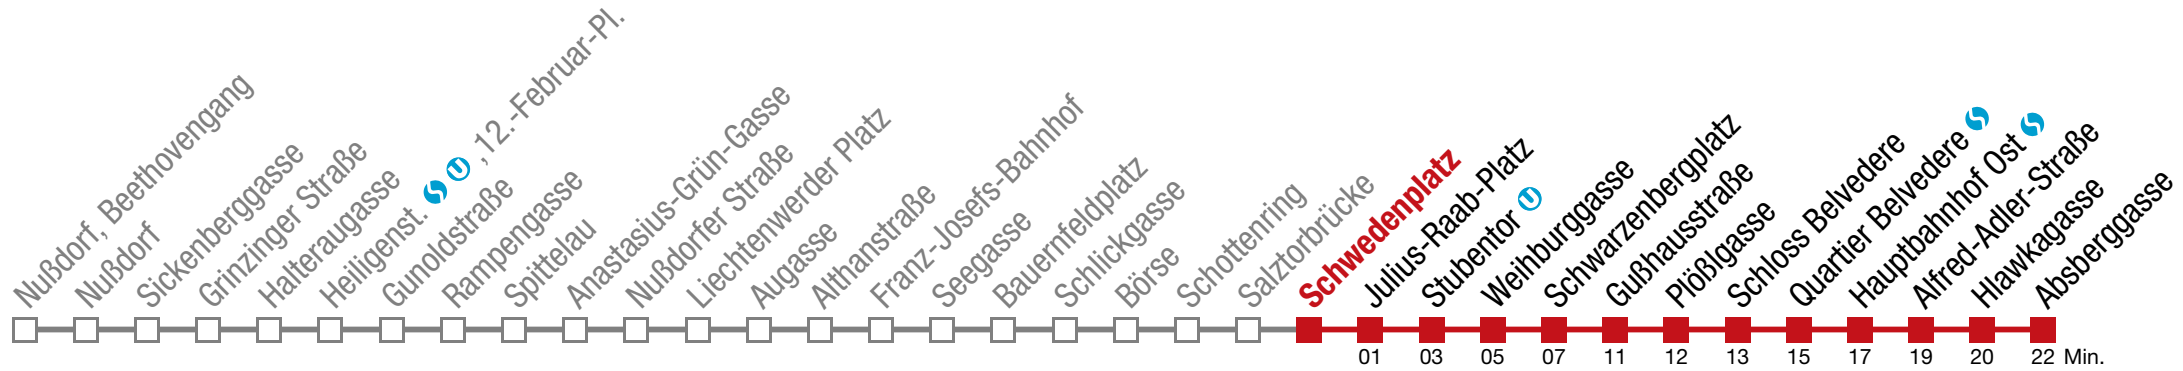 Nußdorf, Beethovengang
Nußdorf
Sickenberggasse
Grinzinger Straße
Halteraugasse
Heiligenst. S U , 12.-Februar-Pl.
Gunoldstraße
Rampengasse
Spittelau
Anastasius-Grün-Gasse
Nußdorfer Straße
Liechtenwerder Platz
Augasse
Althanstraße
Franz-Josefs-Bahnhof
Seegasse
Bauernfeldplatz
Schlickgasse
Börse
Schottenring
Salztorbrücke
Schwedenplatz
Julius-Raab-Platz
Stubentor U
Weihburggasse
Schwarzenbergplatz
Gußhausstraße
Plößlgasse
Schloss Belvedere
Quartier Belvedere S
Hauptbahnhof Ost S
Alfred-Adler-Straße
Hlawkagasse
Absberggasse
01 03 05 07 11 12 13 15 17 19 20 22 Min.